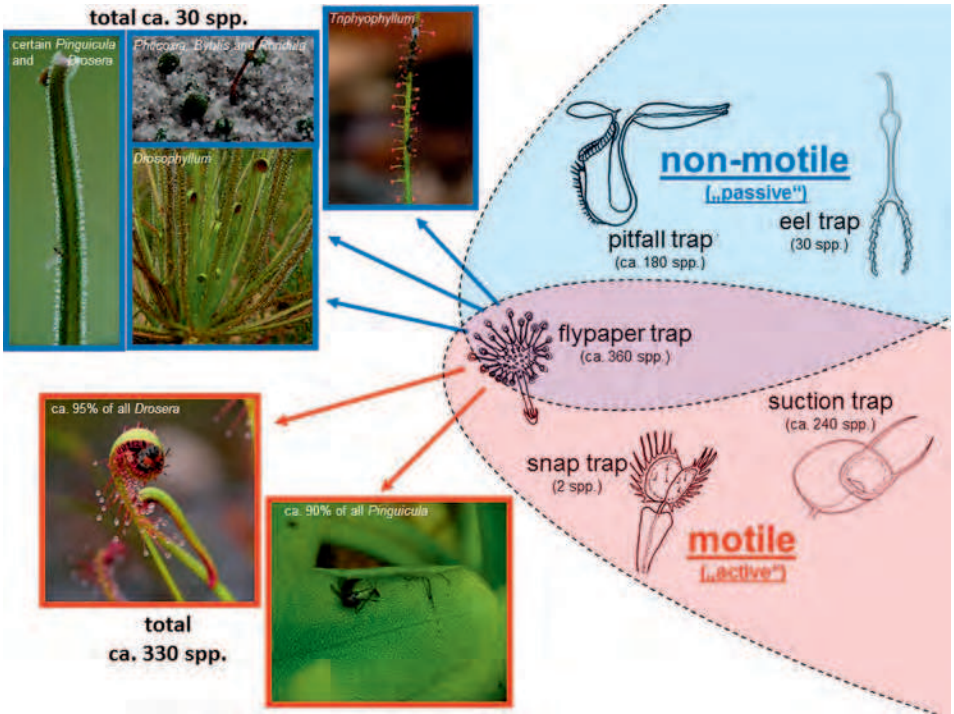 total ca. 30 spp.
certain Pinguicula
and Drosera
Philcoxia, Byblis and Roridula
Triphyophyllum
Drosophyllum
non-motile
(„passive“)
pitfall trap
(ca. 180 spp.)
eel trap
(30 spp.)
flypaper trap
(ca. 360 spp.)
suction trap
(ca. 240 spp.)
snap trap
(2 spp.)
motile
(„active“)
ca. 95% of all Drosera
ca. 90% of all Pinguicula
total
ca. 330 spp.